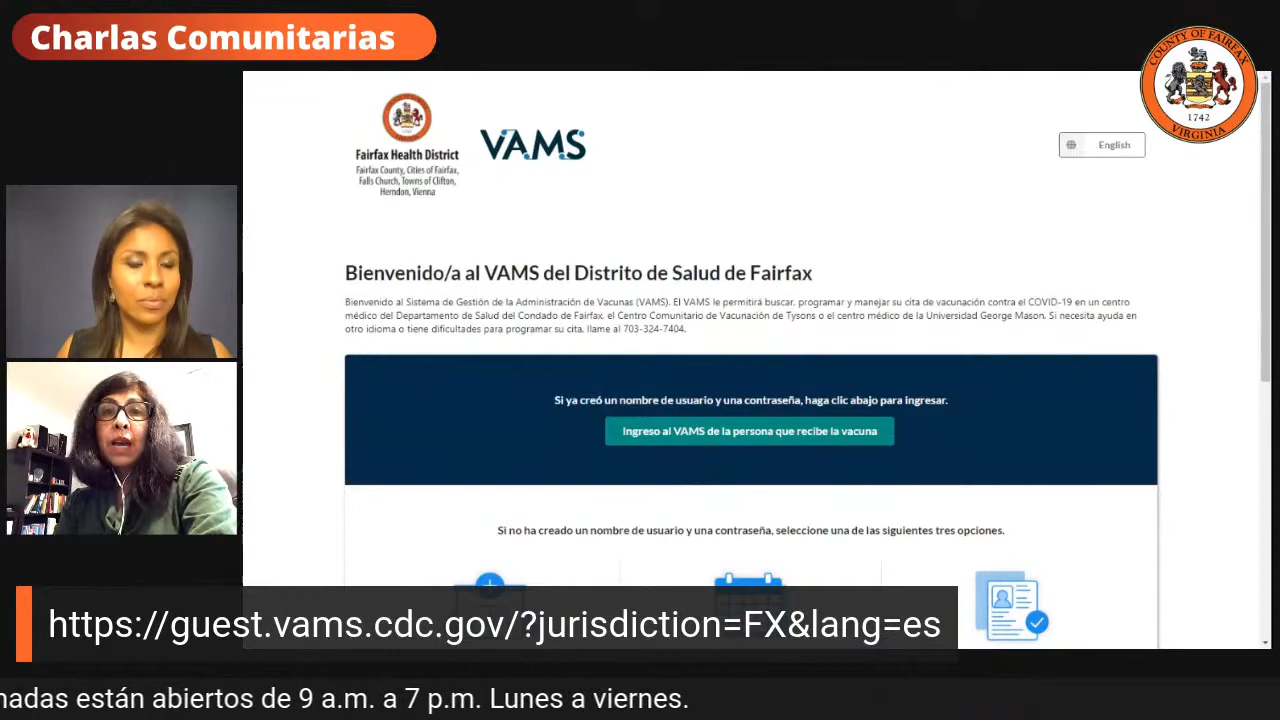 Charlas Comunitarias
COUNTY OF FAIRFAX
1742
VIRGINIA
Fairfax Health District
Fairfax County, Cities of Fairfax,
Falls Church, Towns of Clifton,
Herndon, Vienna
VAMS
English
Bienvenido/a al VAMS del Distrito de Salud de Fairfax
Bienvenido al Sistema de Gestión de la Administración de Vacunas (VAMS). El VAMS le permitirá buscar, programar y manejar su cita de vacunación contra el COVID-19 en un centro
médico del Departamento de Salud del Condado de Fairfax, el Centro Comunitario de Vacunación de Tysons o el centro médico de la Universidad George Mason. Si necesita ayuda en
otro idioma o tiene dificultades para programar su cita, llame al 703-324-7404.
Si ya creó un nombre de usuario y una contraseña, haga clic abajo para ingresar.
Ingreso al VAMS de la persona que recibe la vacuna
Si no ha creado un nombre de usuario y una contraseña, seleccione una de las siguientes tres opciones.
https://guest.vams.cdc.gov/?jurisdiction=FX&lang=es
nadas están abiertos de 9 a.m. a 7 p.m. Lunes a viernes.